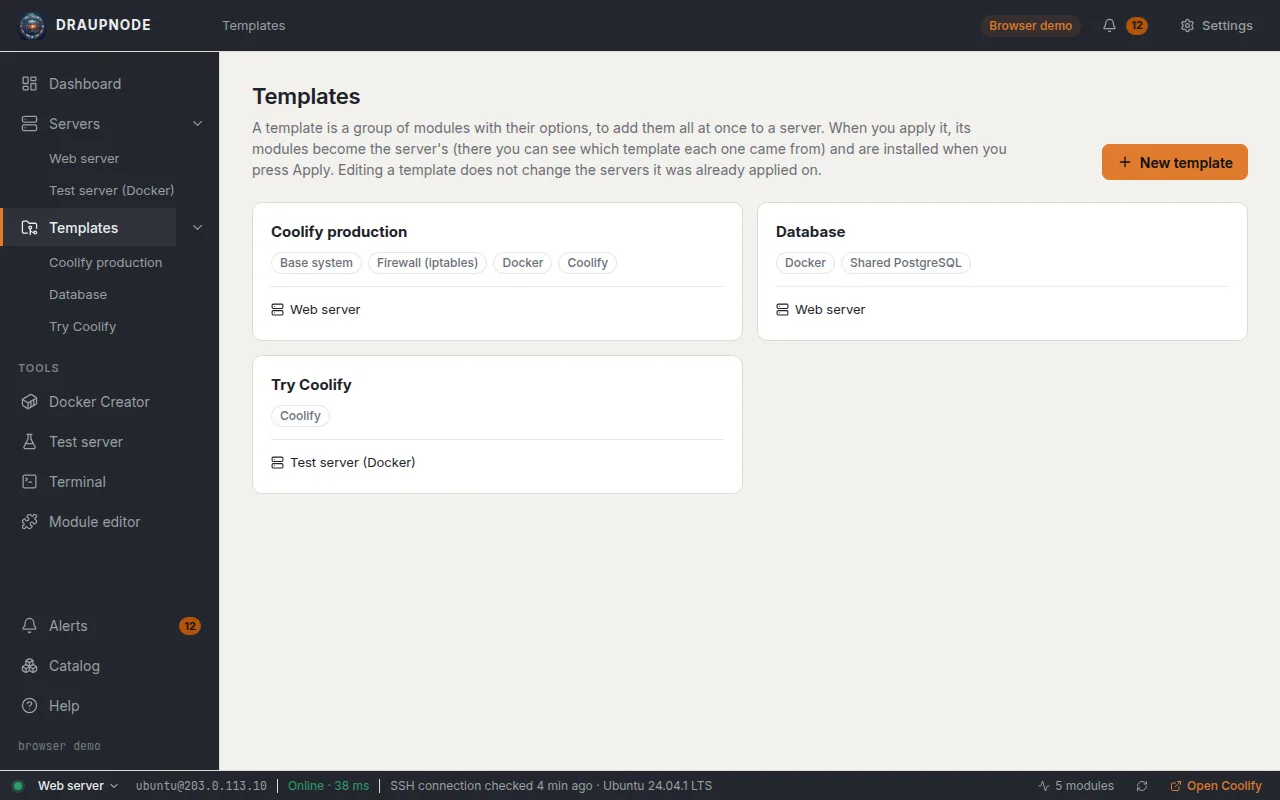 DRAUPNODE
Templates
Browser demo
12
Settings
Dashboard
Servers
Web server
Test server (Docker)
Templates
Coolify production
Database
Try Coolify
TOOLS
Docker Creator
Test server
Terminal
Module editor
Alerts
12
Catalog
Help
browser demo
Templates
A template is a group of modules with their options, to add them all at once to a server. When you apply it, its
modules become the server's (there you can see which template each one came from) and are installed when you
press Apply. Editing a template does not change the servers it was already applied on.
New template
Coolify production
Base system Firewall (iptables) Docker Coolify
Web server
Database
Docker Shared PostgreSQL
Web server
Try Coolify
Coolify
Test server (Docker)
Web server ubuntu@203.0.113.10 Online · 38 ms SSH connection checked 4 min ago · Ubuntu 24.04.1 LTS 5 modules Open Coolify